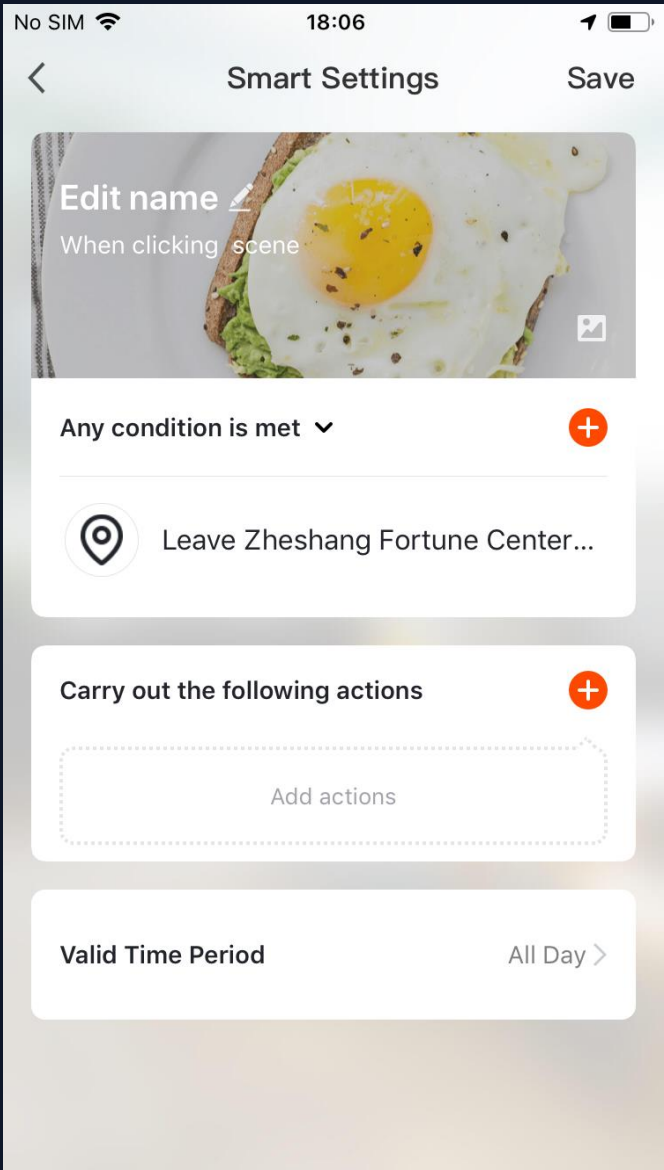 No SIM 18:06
Smart Settings Save
Edit name
When clicking scene
Any condition is met
Leave Zheshang Fortune Center...
Carry out the following actions
Add actions
Valid Time Period All Day